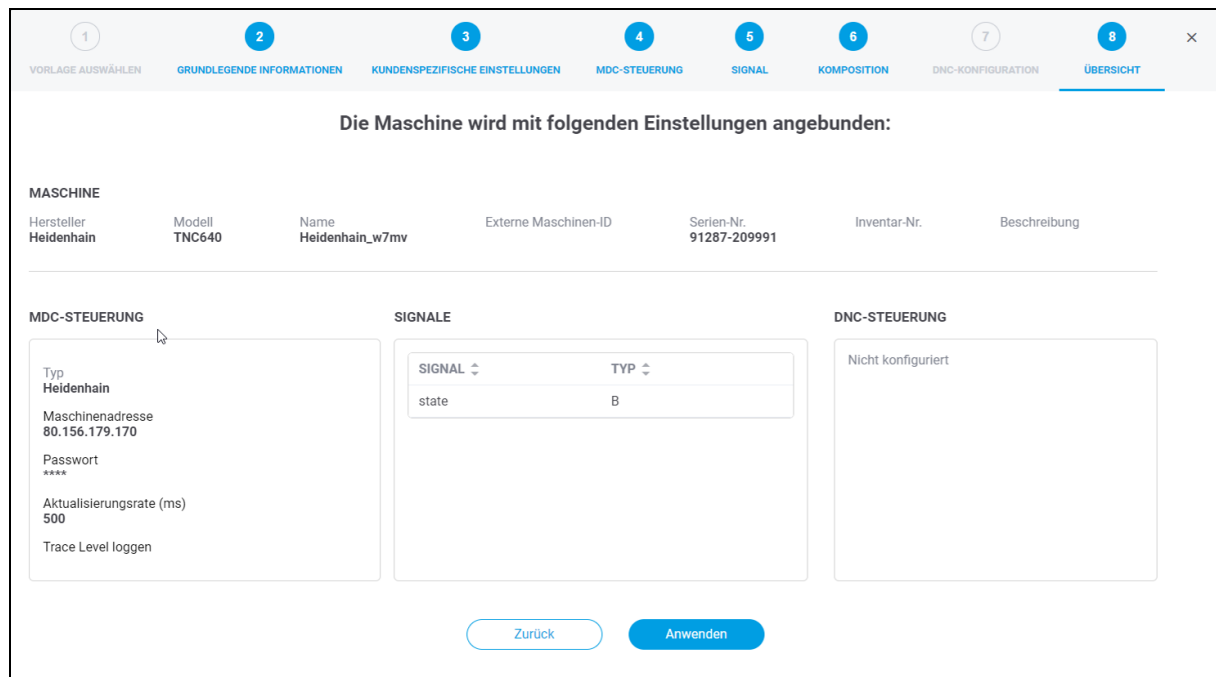 1 2 3 4 5 6 7 8 ×
VORLAGE AUSWÄHLEN GRUNDLEGENDE INFORMATIONEN KUNDENSPEZIFISCHE EINSTELLUNGEN MDC-STEUERUNG SIGNAL KOMPOSITION DNC-KONFIGURATION ÜBERSICHT
Die Maschine wird mit folgenden Einstellungen angebunden:
MASCHINE
Hersteller Modell Name Externe Maschinen-ID Serien-Nr. Inventar-Nr. Beschreibung
Heidenhain TNC640 Heidenhain_w7mv 91287-209991
MDC-STEUERUNG
Typ
Heidenhain
Maschinenadresse
80.156.179.170
Passwort
****
Aktualisierungsrate (ms)
500
Trace Level loggen
SIGNALE
SIGNAL TYP
state B
DNC-STEUERUNG
Nicht konfiguriert
Zurück Anwenden